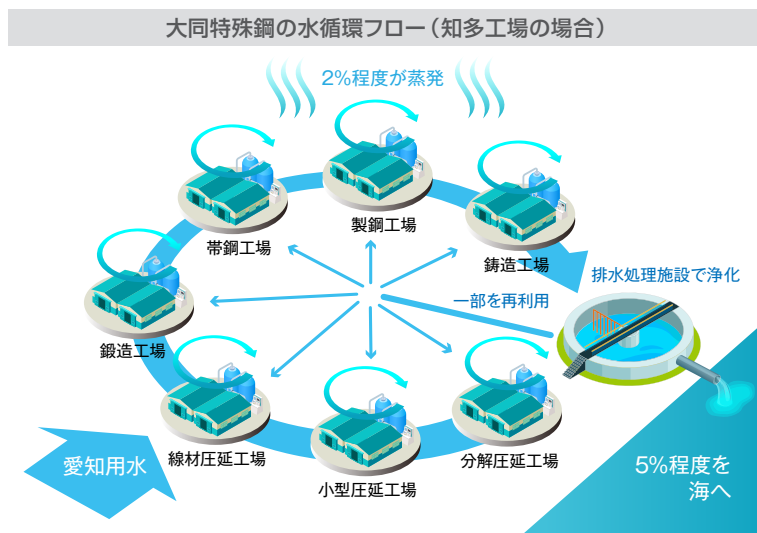 大同特殊鋼の水循環フロー（知多工場の場合）
2%程度が蒸発
製鋼工場
帯鋼工場
鋳造工場
排水処理施設で浄化
一部を再利用
鍛造工場
線材圧延工場
分解圧延工場
愛知用水
小型圧延工場
5%程度を
海へ